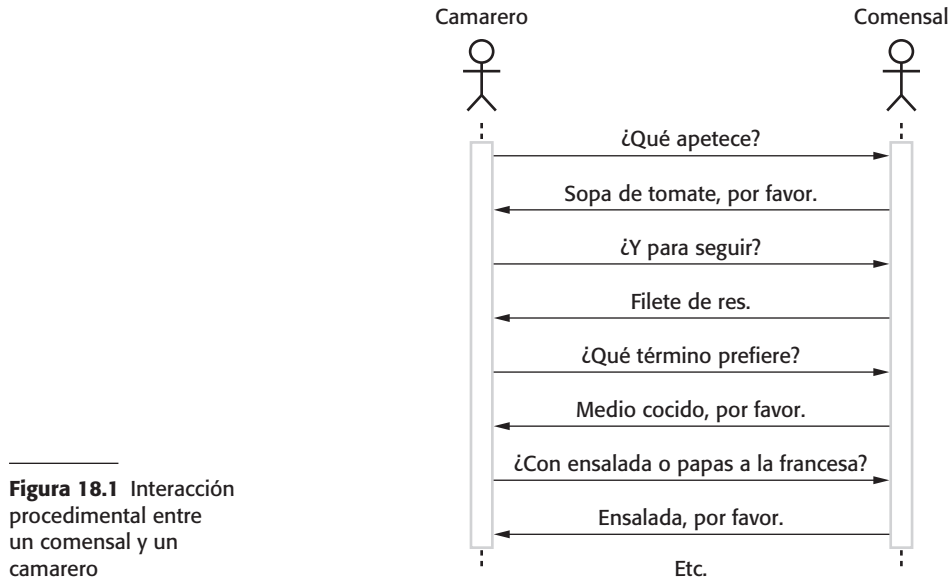 Camarero
Comensal
¿Qué apetece?
Sopa de tomate, por favor.
¿Y para seguir?
Filete de res.
¿Qué término prefiere?
Medio cocido, por favor.
¿Con ensalada o papas a la francesa?
Ensalada, por favor.
Etc.
Figura 18.1 Interacción
procedimental entre
un comensal y un
camarero